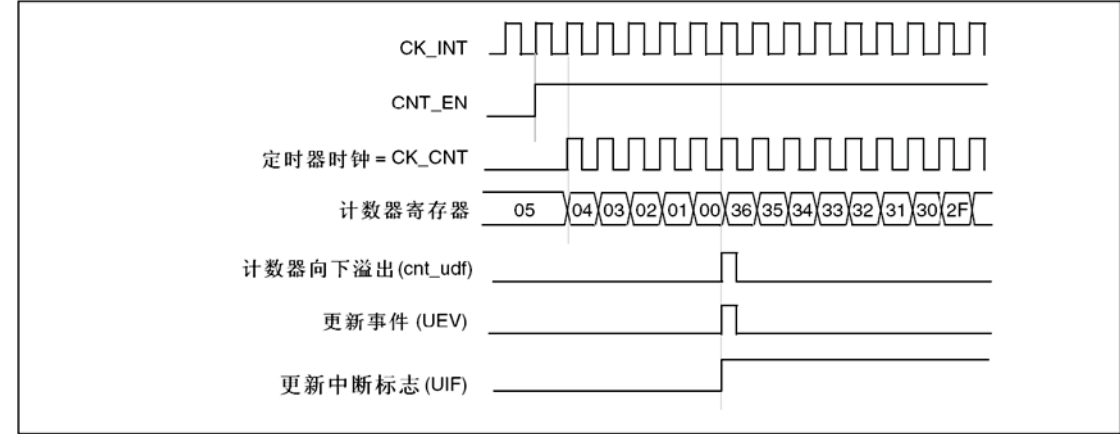 CK_INT
CNT_EN
定时器时钟 = CK_CNT
计数器寄存器 05 04 03 02 01 00 36 35 34 33 32 31 30 2F
计数器向下溢出(cnt_udf)
更新事件 (UEV)
更新中断标志(UIF)